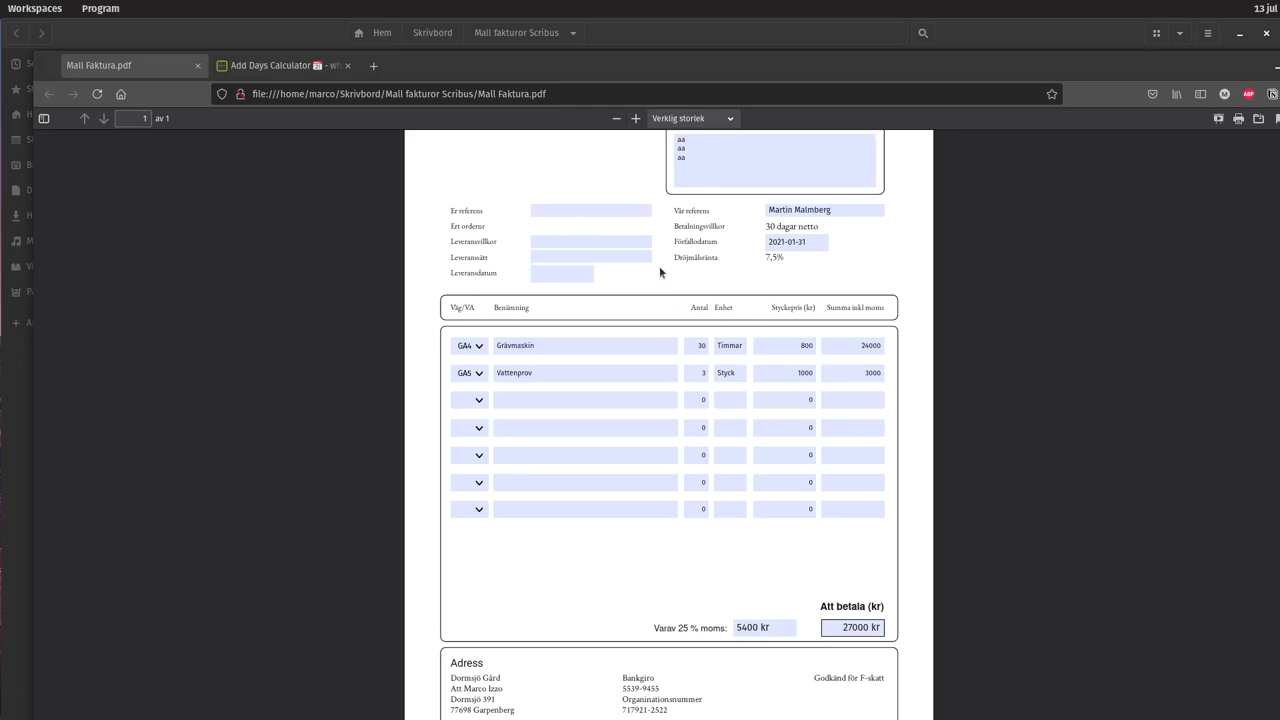 Workspaces Program 13 jul
Hem Skrivbord Mall fakturor Scribus
Mall Faktura.pdf Add Days Calculator
file:///home/marco/Skrivbord/Mall fakturor Scribus/Mall Faktura.pdf
1 av 1 Verklig storlek
aa
aa
aa
Er referens Vår referens Martin Malmberg
Ert ordernr Betalningsvillkor 30 dagar netto
Leveransvillkor Förfallodatum 2021-01-31
Leveranssätt Dröjmålsränta 7,5%
Leveransdatum
Väg/VA Benämning Antal Enhet Styckepris (kr) Summa inkl moms
GA4 Grävmaskin 30 Timmar 800 24000
GA5 Vattenprov 3 Styck 1000 3000
0 0
0 0
0 0
0 0
0 0
Att betala (kr)
Varav 25 % moms: 5400 kr 27000 kr
Adress
Dormsjö Gård Bankgiro Godkänd för F-skatt
Att Marco Izzo 5539-9455
Dormsjö 391 Organinationsnummer
77698 Garpenberg 717921-2522